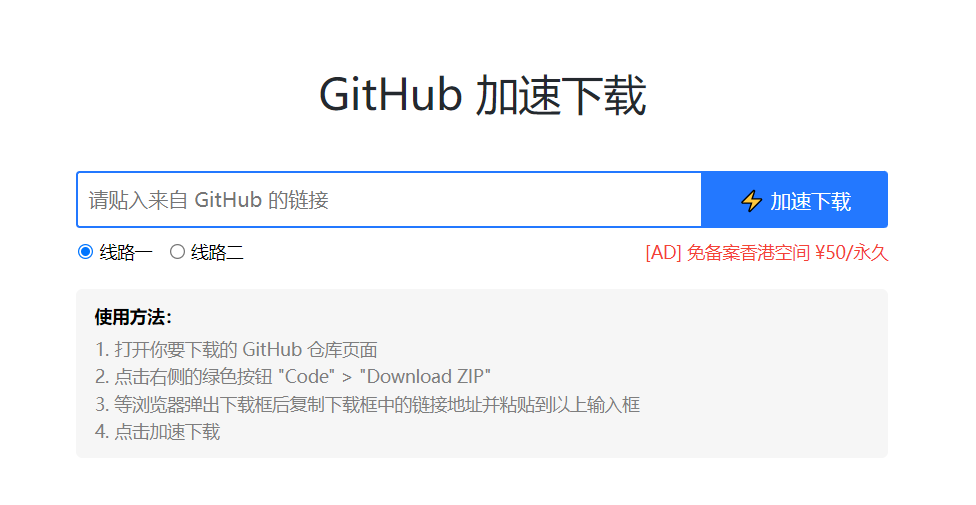 GitHub 加速下载
请贴入来自 GitHub 的链接
⚡ 加速下载
线路一 线路二
[AD] 免备案香港空间 ¥50/永久
使用方法：
1. 打开你要下载的 GitHub 仓库页面
2. 点击右侧的绿色按钮 "Code" > "Download ZIP"
3. 等浏览器弹出下载框后复制下载框中的链接地址并粘贴到以上输入框
4. 点击加速下载